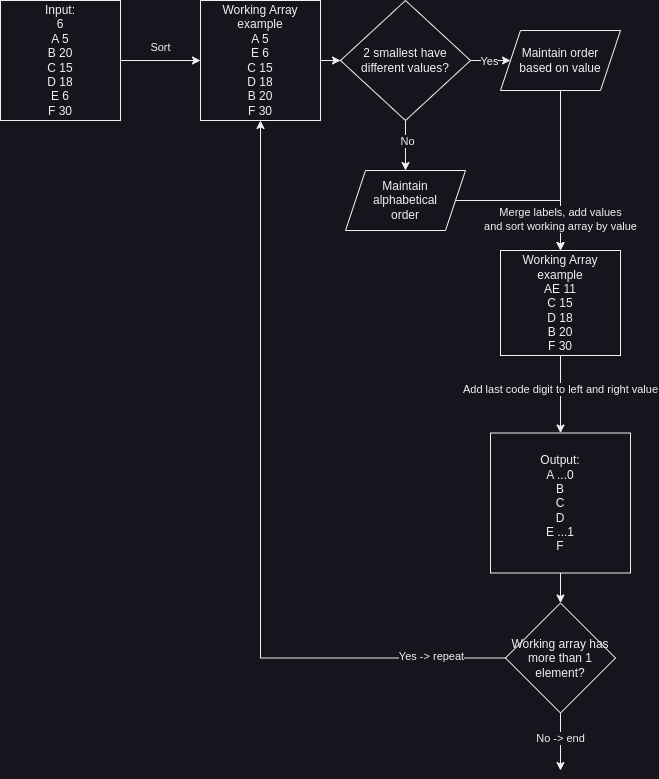 Input:
6
A 5
B 20
C 15
D 18
E 6
F 30
Sort
Working Array
example
A 5
E 6
C 15
D 18
B 20
F 30
2 smallest have
different values?
Yes
Maintain order
based on value
No
Maintain
alphabetical
order
Merge labels, add values
and sort working array by value
Working Array
example
AE 11
C 15
D 18
B 20
F 30
Add last code digit to left and right value
Output:
A ...0
B
C
D
E ...1
F
Working array has
more than 1
element?
Yes -> repeat
No -> end